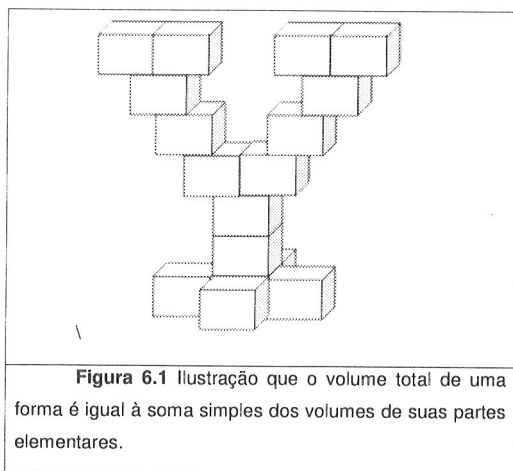 Figura 6.1 Ilustração que o volume total de uma
forma é igual à soma simples dos volumes de suas partes
elementares.